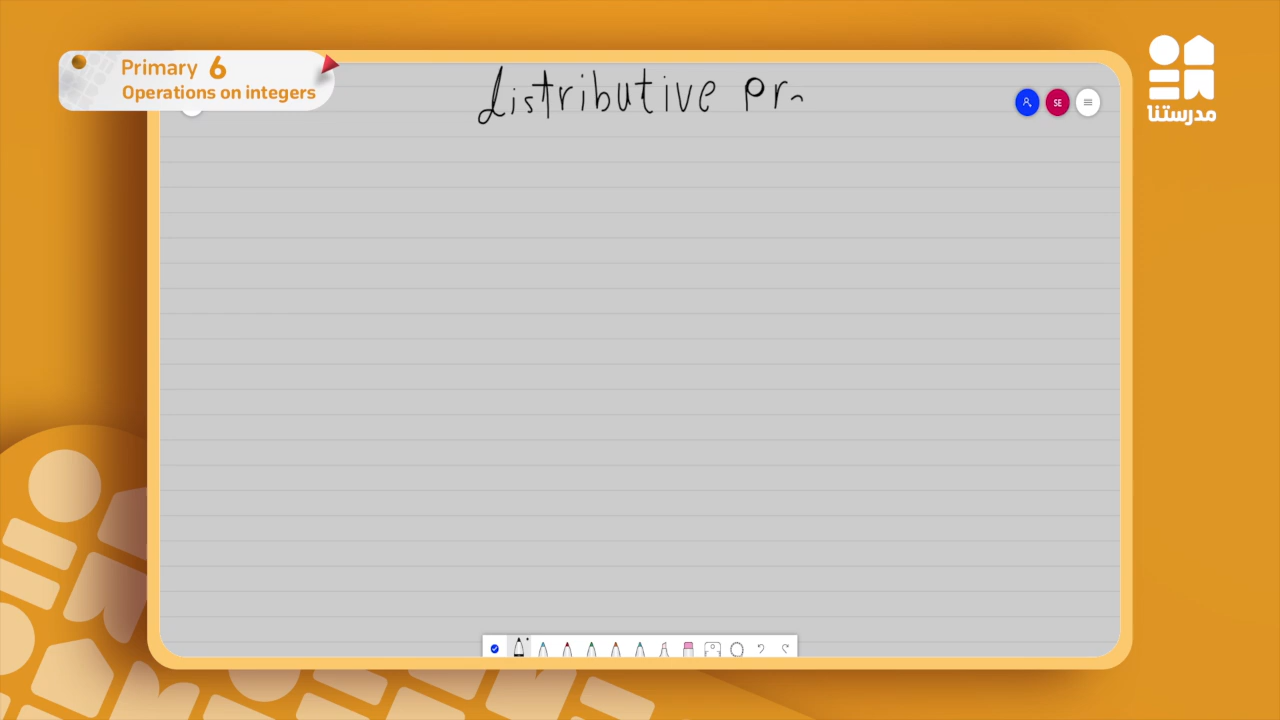 Primary 6
Operations on integers
distributive pr
SE
مدرستنا